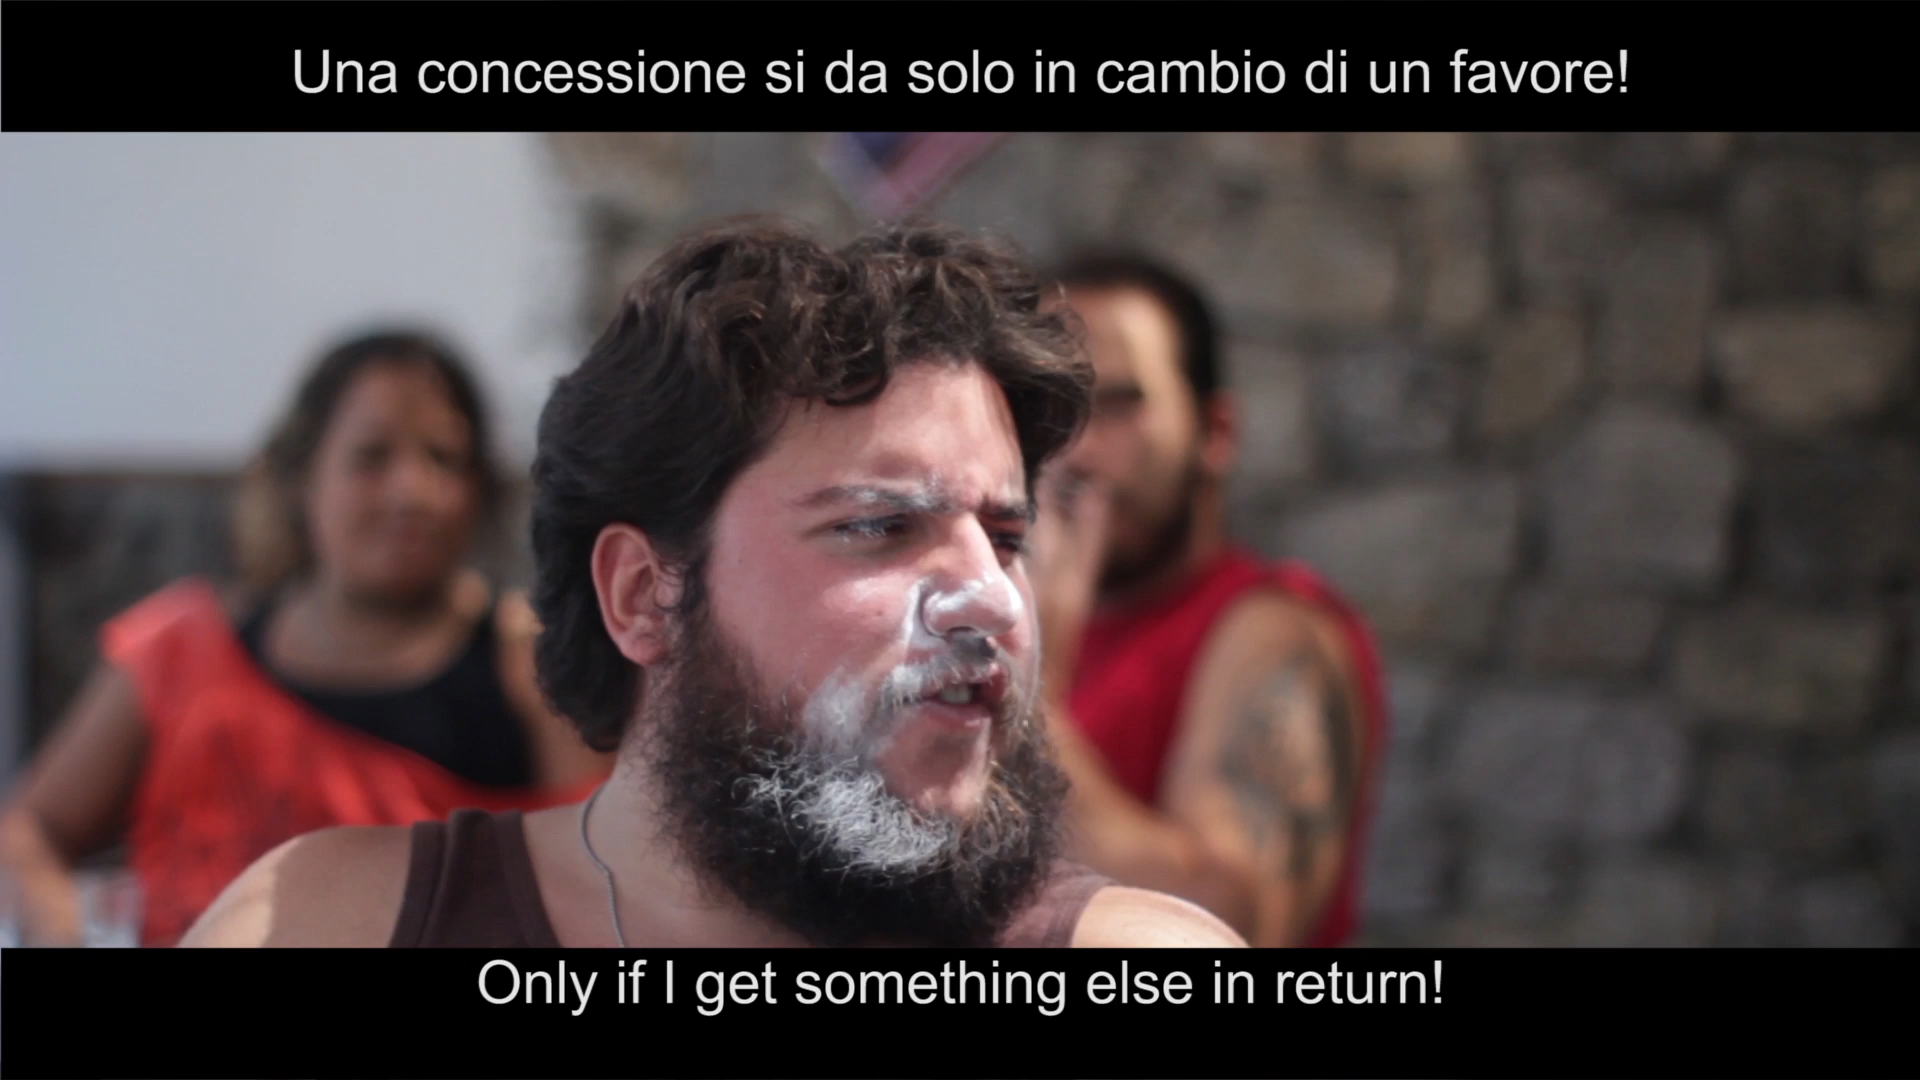 Una concessione si da solo in cambio di un favore!
Only if I get something else in return!